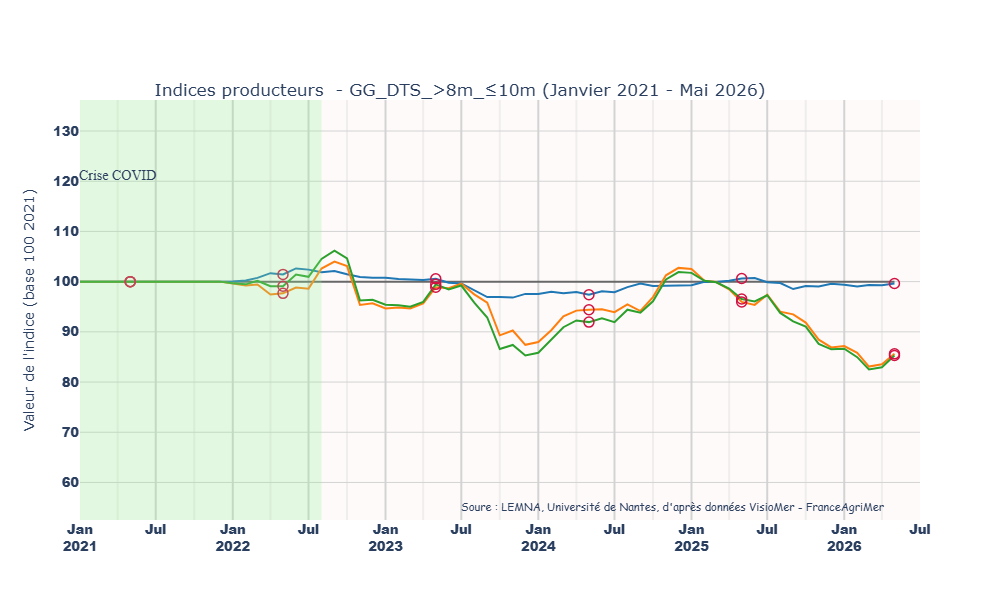 Indices producteurs - GG_DTS_>8m_≤10m (Janvier 2021 - Mai 2026)
Valeur de l'indice (base 100 2021)
130
120
110
100
90
80
70
60
Crise COVID
Soure : LEMNA, Université de Nantes, d'après données VisioMer - FranceAgriMer
Jan Jul Jan Jul Jan Jul Jan Jul Jan Jul Jan Jul
2021 2022 2023 2024 2025 2026